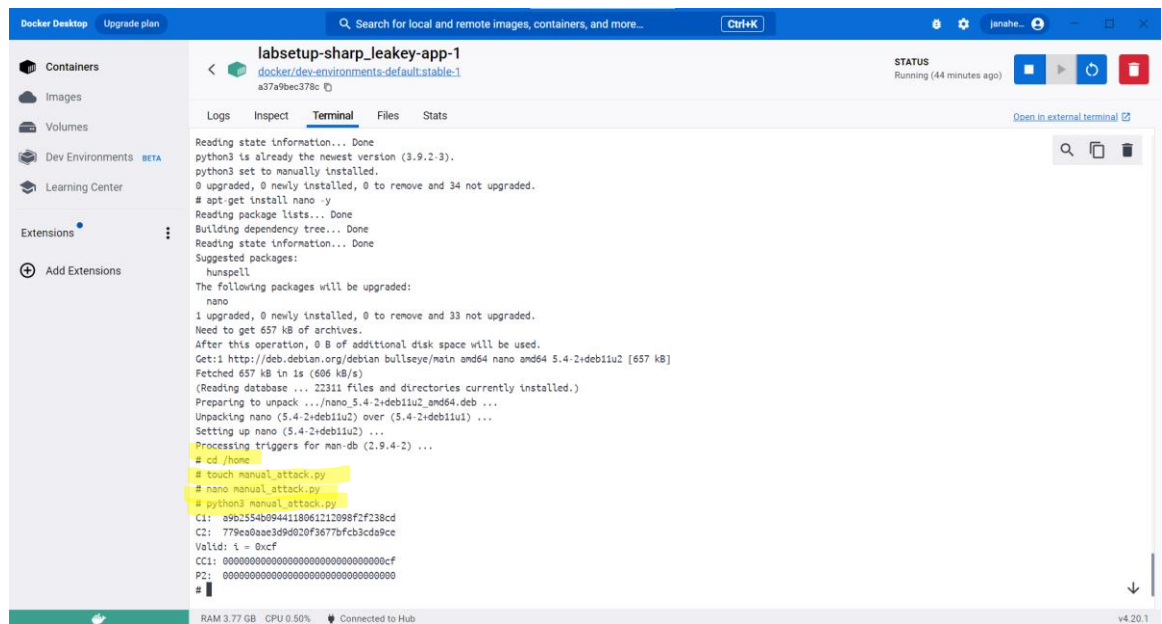 Docker Desktop Upgrade plan
Search for local and remote images, containers, and more...
Ctrl+K
janahe...
Containers
Images
Volumes
Dev Environments BETA
Learning Center
Extensions
Add Extensions
labsetup-sharp_leakey-app-1
docker/dev-environments-default:stable-1
a37a9bec378c
STATUS
Running (44 minutes ago)
Logs Inspect Terminal Files Stats
Open in external terminal
Reading state information... Done
python3 is already the newest version (3.9.2-3).
python3 set to manually installed.
0 upgraded, 0 newly installed, 0 to remove and 34 not upgraded.
# apt-get install nano -y
Reading package lists... Done
Building dependency tree... Done
Reading state information... Done
Suggested packages:
hunspell
The following packages will be upgraded:
nano
1 upgraded, 0 newly installed, 0 to remove and 33 not upgraded.
Need to get 657 kB of archives.
After this operation, 0 B of additional disk space will be used.
Get:1 http://deb.debian.org/debian bullseye/main amd64 nano amd64 5.4-2+deb11u2 [657 kB]
Fetched 657 kB in 1s (606 kB/s)
(Reading database ... 22311 files and directories currently installed.)
Preparing to unpack .../nano_5.4-2+deb11u2_amd64.deb ...
Unpacking nano (5.4-2+deb11u2) over (5.4-2+deb11u1) ...
Setting up nano (5.4-2+deb11u2) ...
Processing triggers for man-db (2.9.4-2) ...
# cd /home
# touch manual_attack.py
# nano manual_attack.py
# python3 manual_attack.py
C1: a9b2554b0944118061212098f2f238cd
C2: 779ea0aae3d9d020f3677bfcb3cda9ce
Valid: i = 0xcf
CC1: 000000000000000000000000000000cf
P2: 00000000000000000000000000000000
#
RAM 3.77 GB CPU 0.50% Connected to Hub
v4.20.1